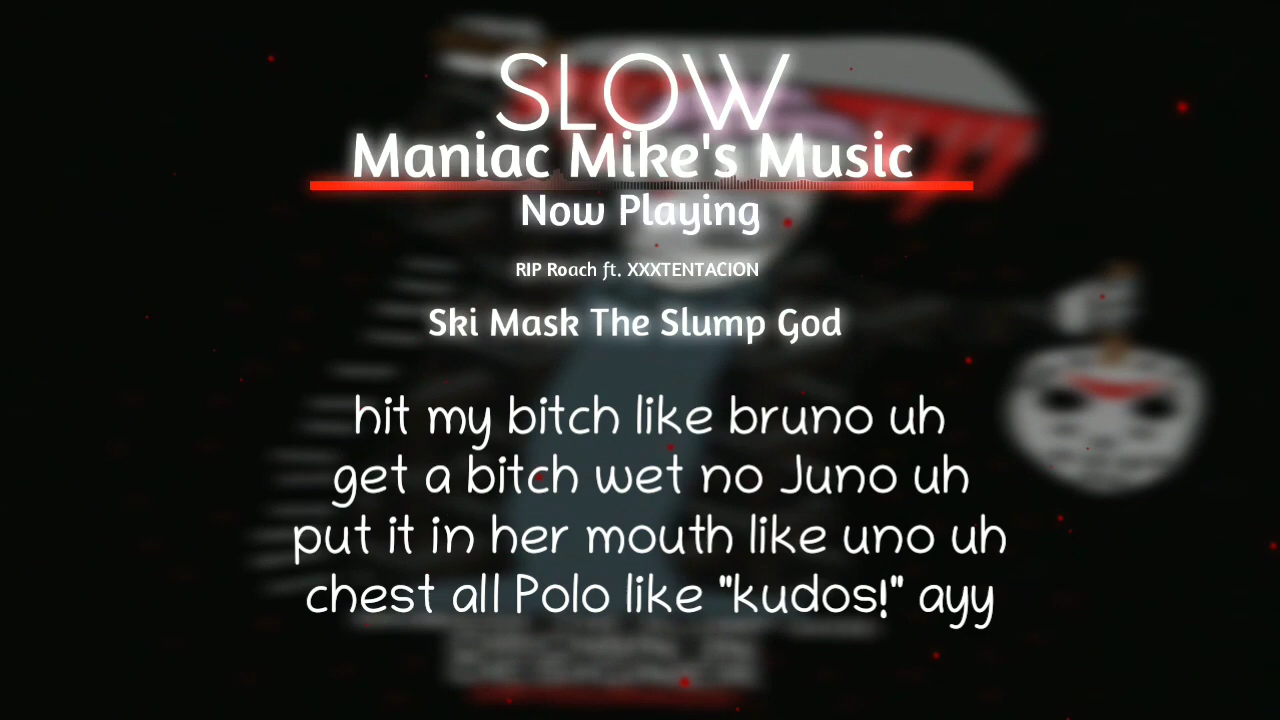 SLOW
Maniac Mike's Music
Now Playing
RIP Roach ft. XXXTENTACION
Ski Mask The Slump God
hit my bitch like bruno uh
get a bitch wet no Juno uh
put it in her mouth like uno uh
chest all Polo like "kudos!" ayy